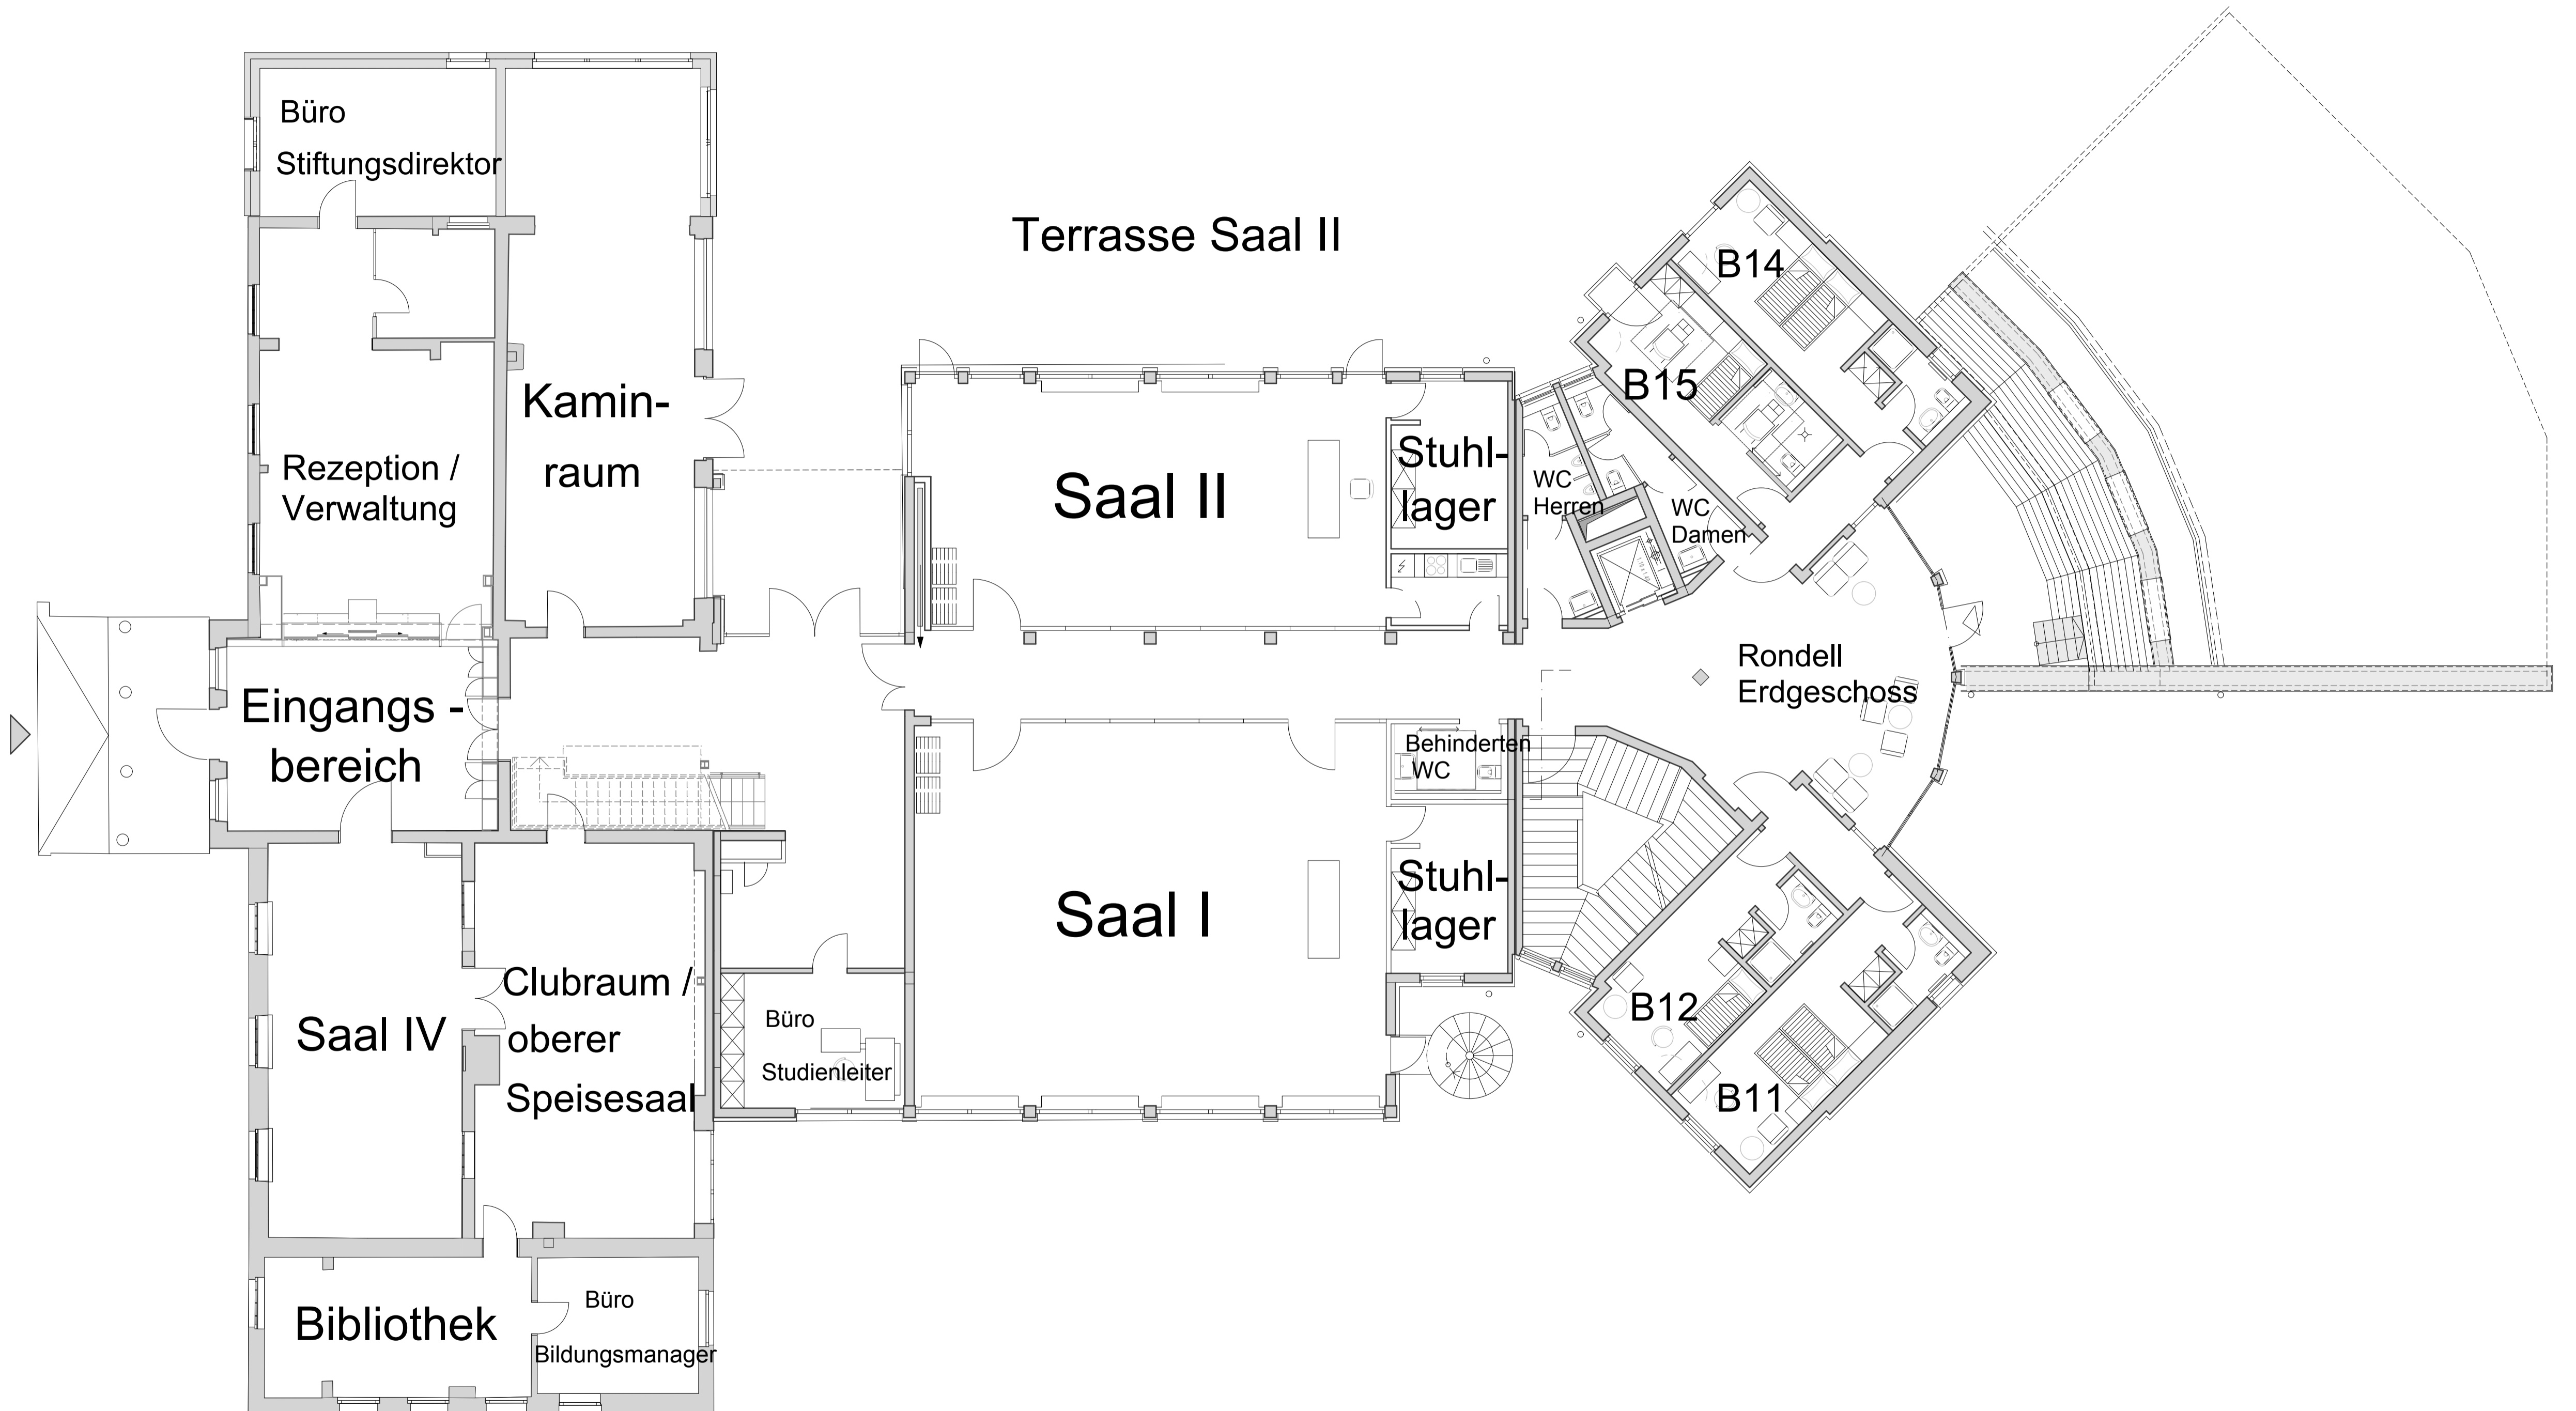 Büro
Stiftungsdirektor
Terrasse Saal II
B14
Kamin-
raum
B15
Rezeption /
Verwaltung
Saal II
Stuhl-
lager
WC
Herren
WC
Damen
Rondell
Erdgeschoss
Eingangs -
bereich
Behinderten
WC
Saal I
Stuhl-
lager
Saal IV
Clubraum /
oberer
Speisesaal
Büro
Studienleiter
B12
B11
Bibliothek
Büro
Bildungsmanager